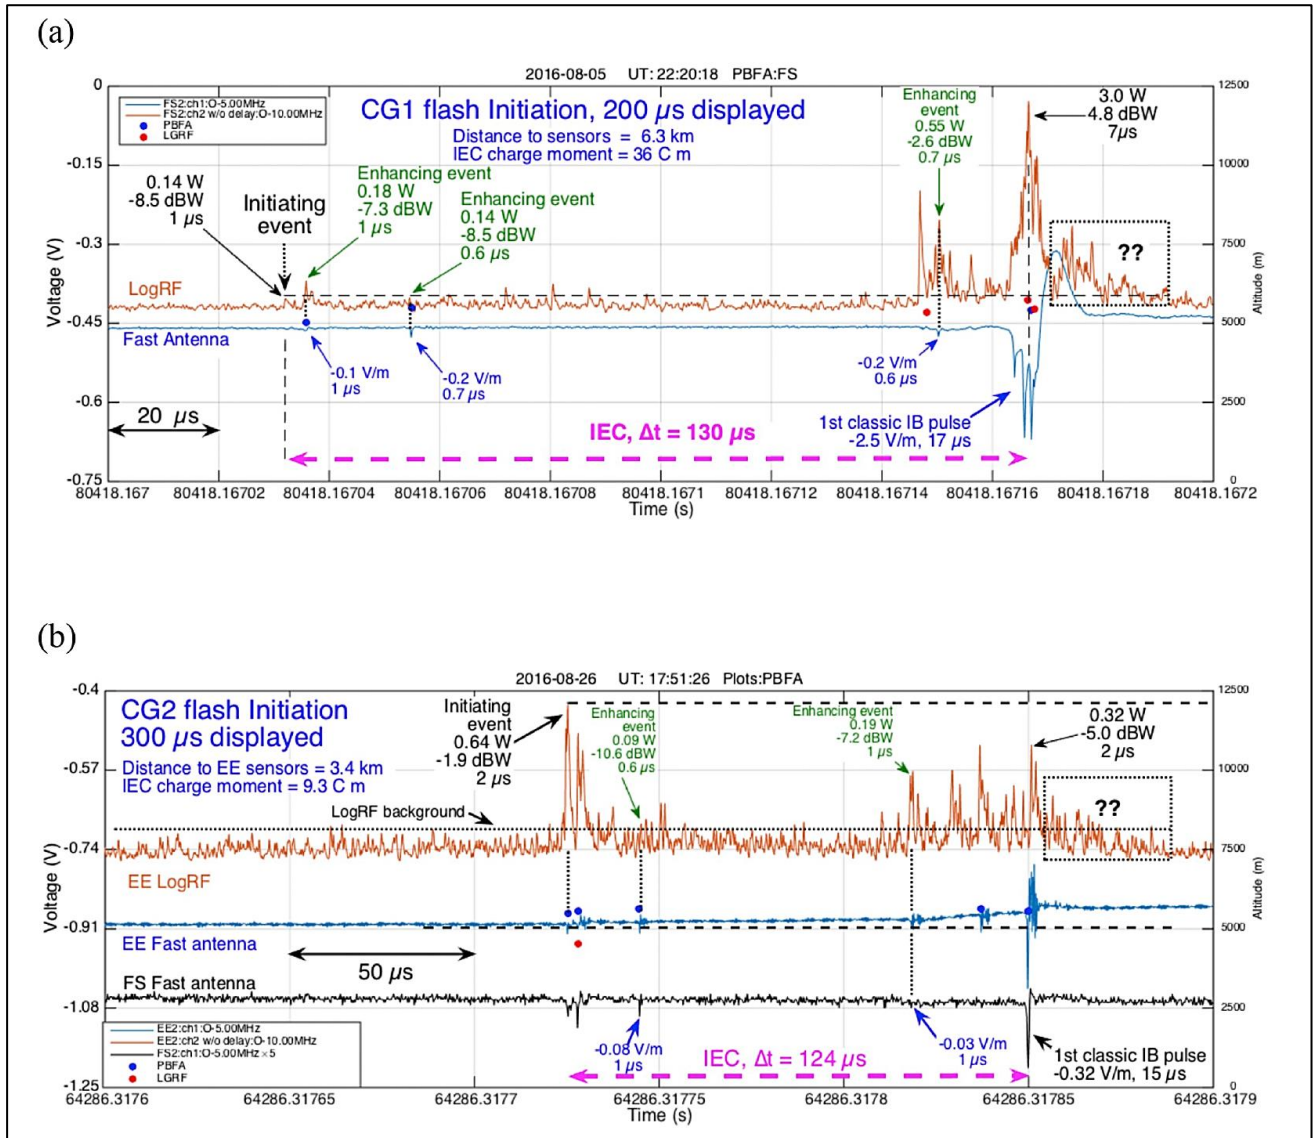 (a)
2016-08-05 UT: 22:20:18 PBFA:FS
FS2:ch1:O-5.00MHz
FS2:ch2 w/o delay:O-10.00MHz
PBFA
LGRF
CG1 flash Initiation, 200 µs displayed
Distance to sensors = 6.3 km
IEC charge moment = 36 C m
0.14 W
-8.5 dBW
1 µs
Initiating
event
Enhancing event
0.18 W
-7.3 dBW
1 µs
Enhancing event
0.14 W
-8.5 dBW
0.6 µs
Enhancing
event
0.55 W
-2.6 dBW
0.7 µs
3.0 W
4.8 dBW
7µs
??
LogRF
Fast Antenna
-0.1 V/m
1 µs
-0.2 V/m
0.7 µs
-0.2 V/m
0.6 µs
1st classic IB pulse
-2.5 V/m, 17 µs
20 µs
IEC, Δt = 130 µs
0
-0.15
-0.3
-0.45
-0.6
-0.75
Voltage (V)
12500
10000
7500
5000
2500
0
Altitude (m)
80418.167 80418.16702 80418.16704 80418.16706 80418.16708 80418.1671 80418.16712 80418.16714 80418.16716 80418.16718 80418.1672
Time (s)
(b)
2016-08-26 UT: 17:51:26 Plots:PBFA
CG2 flash Initiation
300 µs displayed
Distance to EE sensors = 3.4 km
IEC charge moment = 9.3 C m
Initiating
event
0.64 W
-1.9 dBW
2 µs
Enhancing
event
0.09 W
-10.6 dBW
0.6 µs
Enhancing event
0.19 W
-7.2 dBW
1 µs
0.32 W
-5.0 dBW
2 µs
??
LogRF background
EE LogRF
EE Fast antenna
50 µs
FS Fast antenna
-0.08 V/m
1 µs
-0.03 V/m
1 µs
1st classic IB pulse
-0.32 V/m, 15 µs
IEC, Δt = 124 µs
EE2:ch1:O-5.00MHz
EE2:ch2 w/o delay:O-10.00MHz
FS2:ch1:O-5.00MHz×5
PBFA
LGRF
-0.4
-0.57
-0.74
-0.91
-1.08
-1.25
Voltage (V)
12500
10000
7500
5000
2500
0
Altitude (m)
64286.3176 64286.31765 64286.3177 64286.31775 64286.3178 64286.31785 64286.3179
Time (s)